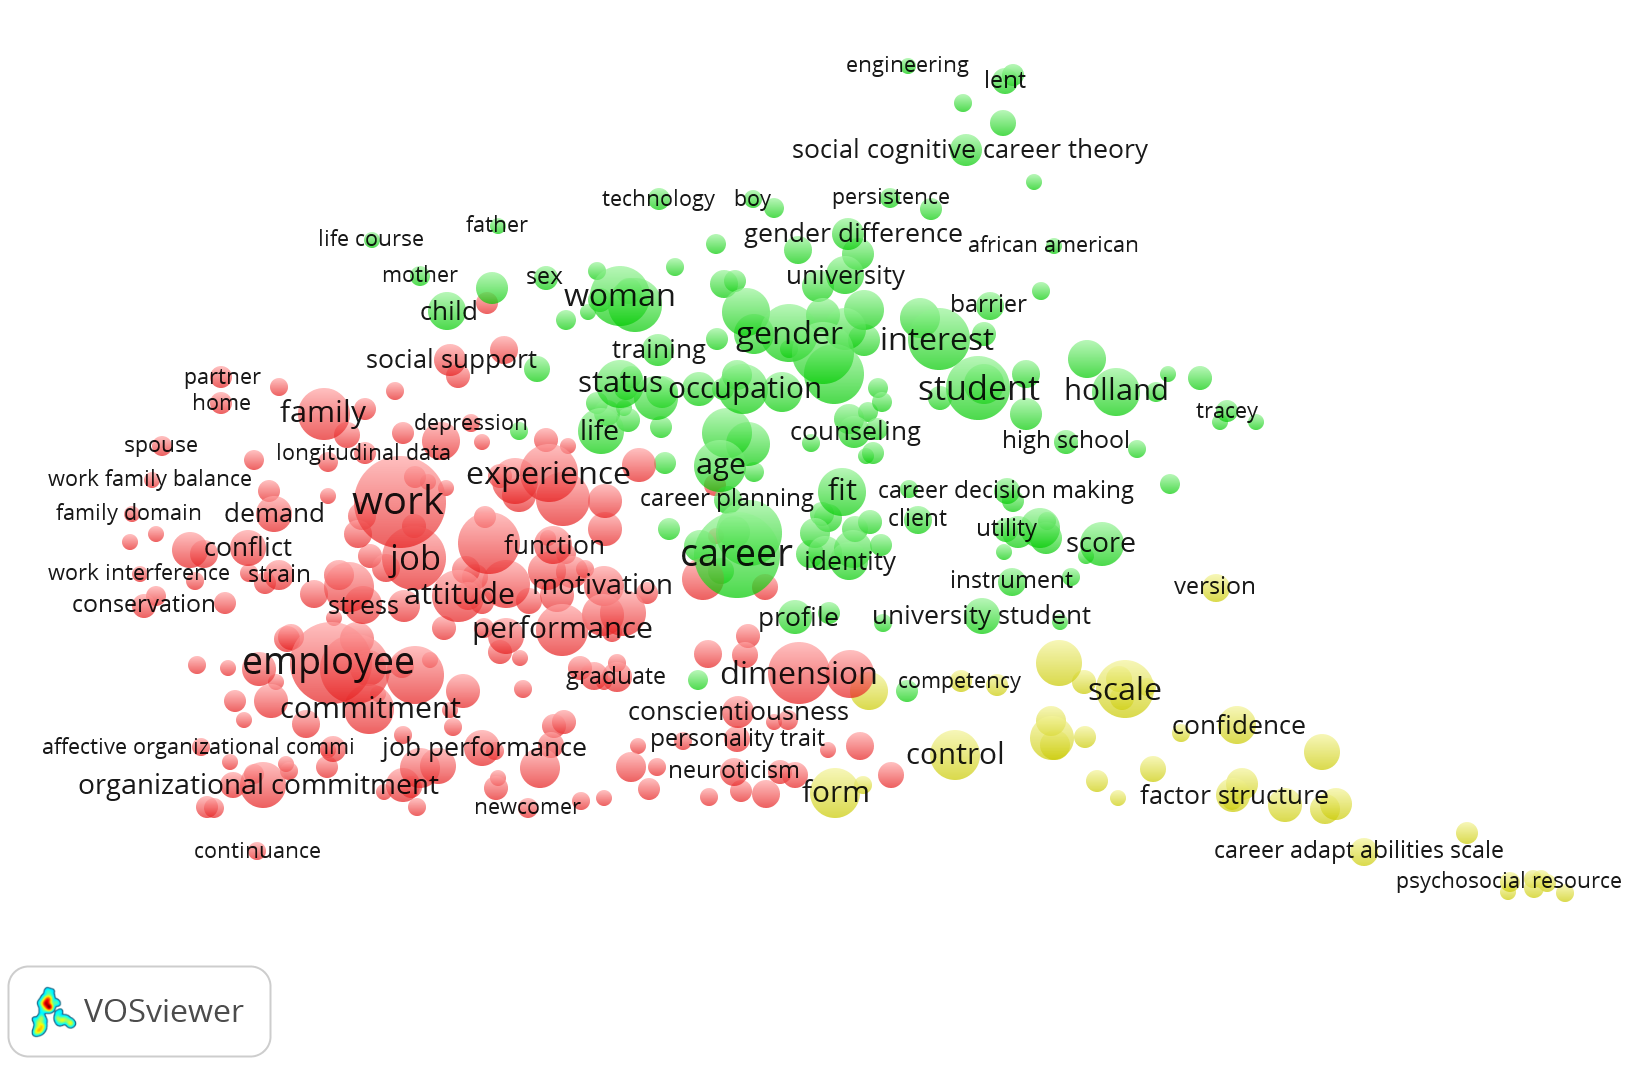 engineering
lent
social cognitive career theory
technology
boy
persistence
father
life course
gender difference
african american
mother
sex
university
woman
child
barrier
gender
interest
training
social support
partner
status
occupation
student
holland
home
family
tracey
depression
life
counseling
high school
spouse
longitudinal data
age
experience
work family balance
fit
career decision making
work
career planning
family domain
demand
client
utility
conflict
function
career
score
job
identity
work interference
strain
motivation
instrument
version
attitude
conservation
stress
profile
university student
performance
employee
dimension
graduate
competency
scale
commitment
conscientiousness
confidence
affective organizational commi
job performance
personality trait
control
neuroticism
organizational commitment
form
factor structure
newcomer
continuance
career adapt abilities scale
psychosocial resource
VOSviewer